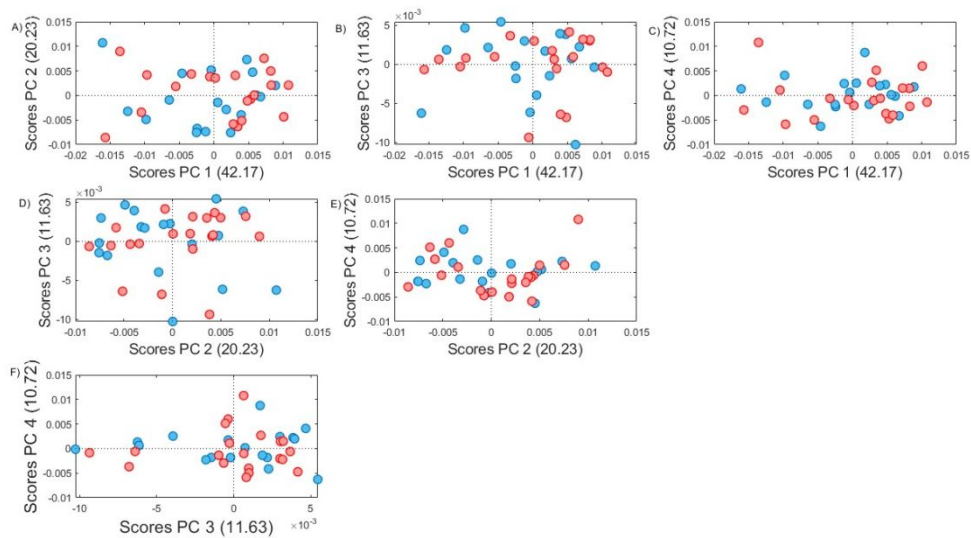 A)
Scores PC 2 (20.23)
0.015
0.01
0.005
0
-0.005
-0.01
-0.02 -0.015 -0.01 -0.005 0 0.005 0.01 0.015
Scores PC 1 (42.17)
B)
Scores PC 3 (11.63)
×10⁻³
5
0
-5
-10
-0.02 -0.015 -0.01 -0.005 0 0.005 0.01 0.015
Scores PC 1 (42.17)
C)
Scores PC 4 (10.72)
0.015
0.01
0.005
0
-0.005
-0.01
-0.02 -0.015 -0.01 -0.005 0 0.005 0.01 0.015
Scores PC 1 (42.17)
D)
Scores PC 3 (11.63)
×10⁻³
5
0
-5
-10
-0.01 -0.005 0 0.005 0.01 0.015
Scores PC 2 (20.23)
E)
Scores PC 4 (10.72)
0.015
0.01
0.005
0
-0.005
-0.01
-0.01 -0.005 0 0.005 0.01 0.015
Scores PC 2 (20.23)
F)
Scores PC 4 (10.72)
0.015
0.01
0.005
0
-0.005
-0.01
-10 -5 0 5
Scores PC 3 (11.63)
×10⁻³